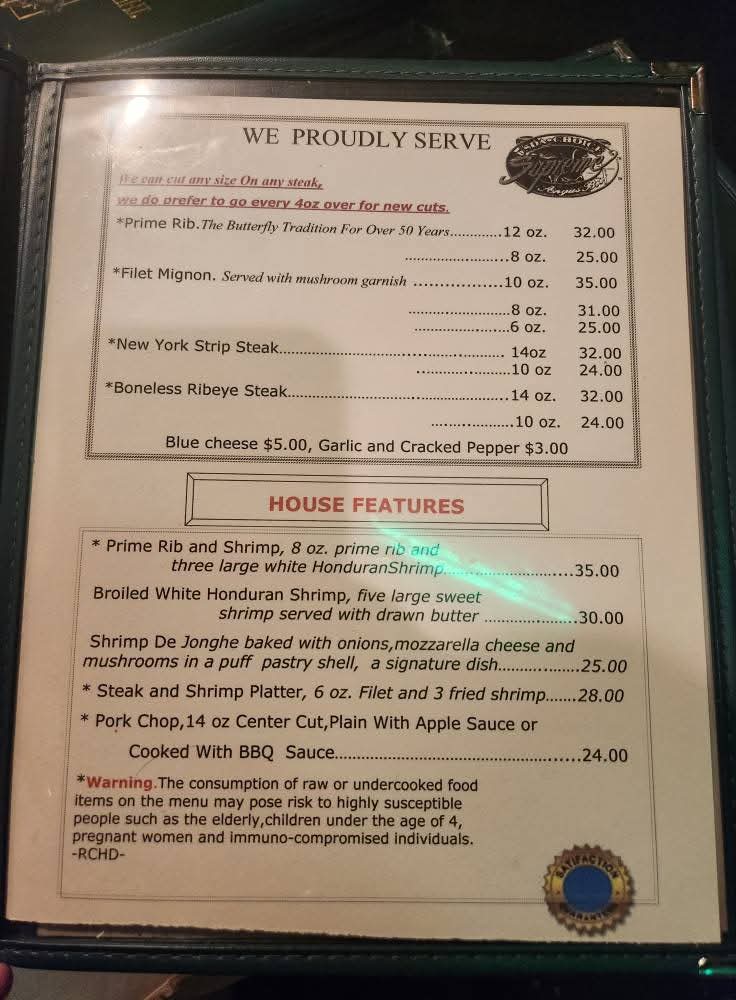 WE PROUDLY SERVE
USDA CHOICE
Supreme
Angus Beef
We can cut any size On any steak,
we do prefer to go every 4oz over for new cuts.
*Prime Rib.The Butterfly Tradition For Over 50 Years............12 oz. 32.00
........................8 oz. 25.00
*Filet Mignon. Served with mushroom garnish ..................10 oz. 35.00
.......................8 oz. 31.00
......................6 oz. 25.00
*New York Strip Steak............................................... 14oz 32.00
.....................10 oz 24.00
*Boneless Ribeye Steak..............................................14 oz. 32.00
..................10 oz. 24.00
Blue cheese $5.00, Garlic and Cracked Pepper $3.00
HOUSE FEATURES
* Prime Rib and Shrimp, 8 oz. prime rib and
three large white HonduranShrimp...........................35.00
Broiled White Honduran Shrimp, five large sweet
shrimp served with drawn butter ..................30.00
Shrimp De Jonghe baked with onions,mozzarella cheese and
mushrooms in a puff pastry shell, a signature dish................25.00
* Steak and Shrimp Platter, 6 oz. Filet and 3 fried shrimp.......28.00
* Pork Chop,14 oz Center Cut,Plain With Apple Sauce or
Cooked With BBQ Sauce.................................................24.00
*Warning.The consumption of raw or undercooked food
items on the menu may pose risk to highly susceptible
people such as the elderly,children under the age of 4,
pregnant women and immuno-compromised individuals.
-RCHD-
SATIFACTION
GUARANTEE